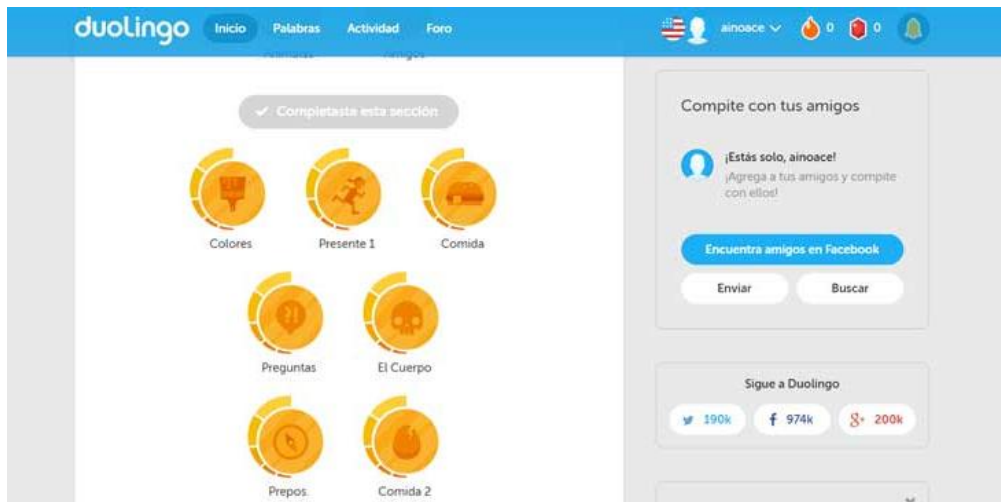 duolingo
Inicio Palabras Actividad Foro
ainoace 0 0
Animales Amigos
Completaste esta sección
Colores Presente 1 Comida
?!
Preguntas El Cuerpo
Prepos. Comida 2
Compite con tus amigos
¡Estás solo, ainoace!
¡Agrega a tus amigos y compite
con ellos!
Encuentra amigos en Facebook
Enviar Buscar
Sigue a Duolingo
190k f 974k g+ 200k